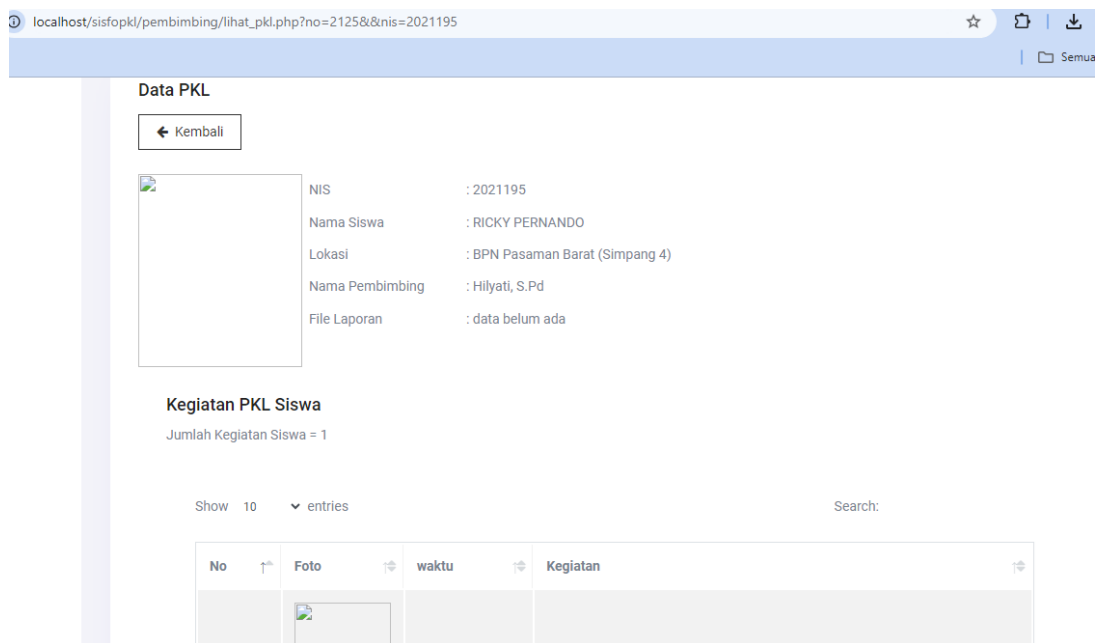 localhost/sisfopkl/pembimbing/lihat_pkl.php?no=2125&&nis=2021195
Semua
Data PKL
Kembali
NIS : 2021195
Nama Siswa : RICKY PERNANDO
Lokasi : BPN Pasaman Barat (Simpang 4)
Nama Pembimbing : Hilyati, S.Pd
File Laporan : data belum ada
Kegiatan PKL Siswa
Jumlah Kegiatan Siswa = 1
Show 10 entries Search:
No Foto waktu Kegiatan